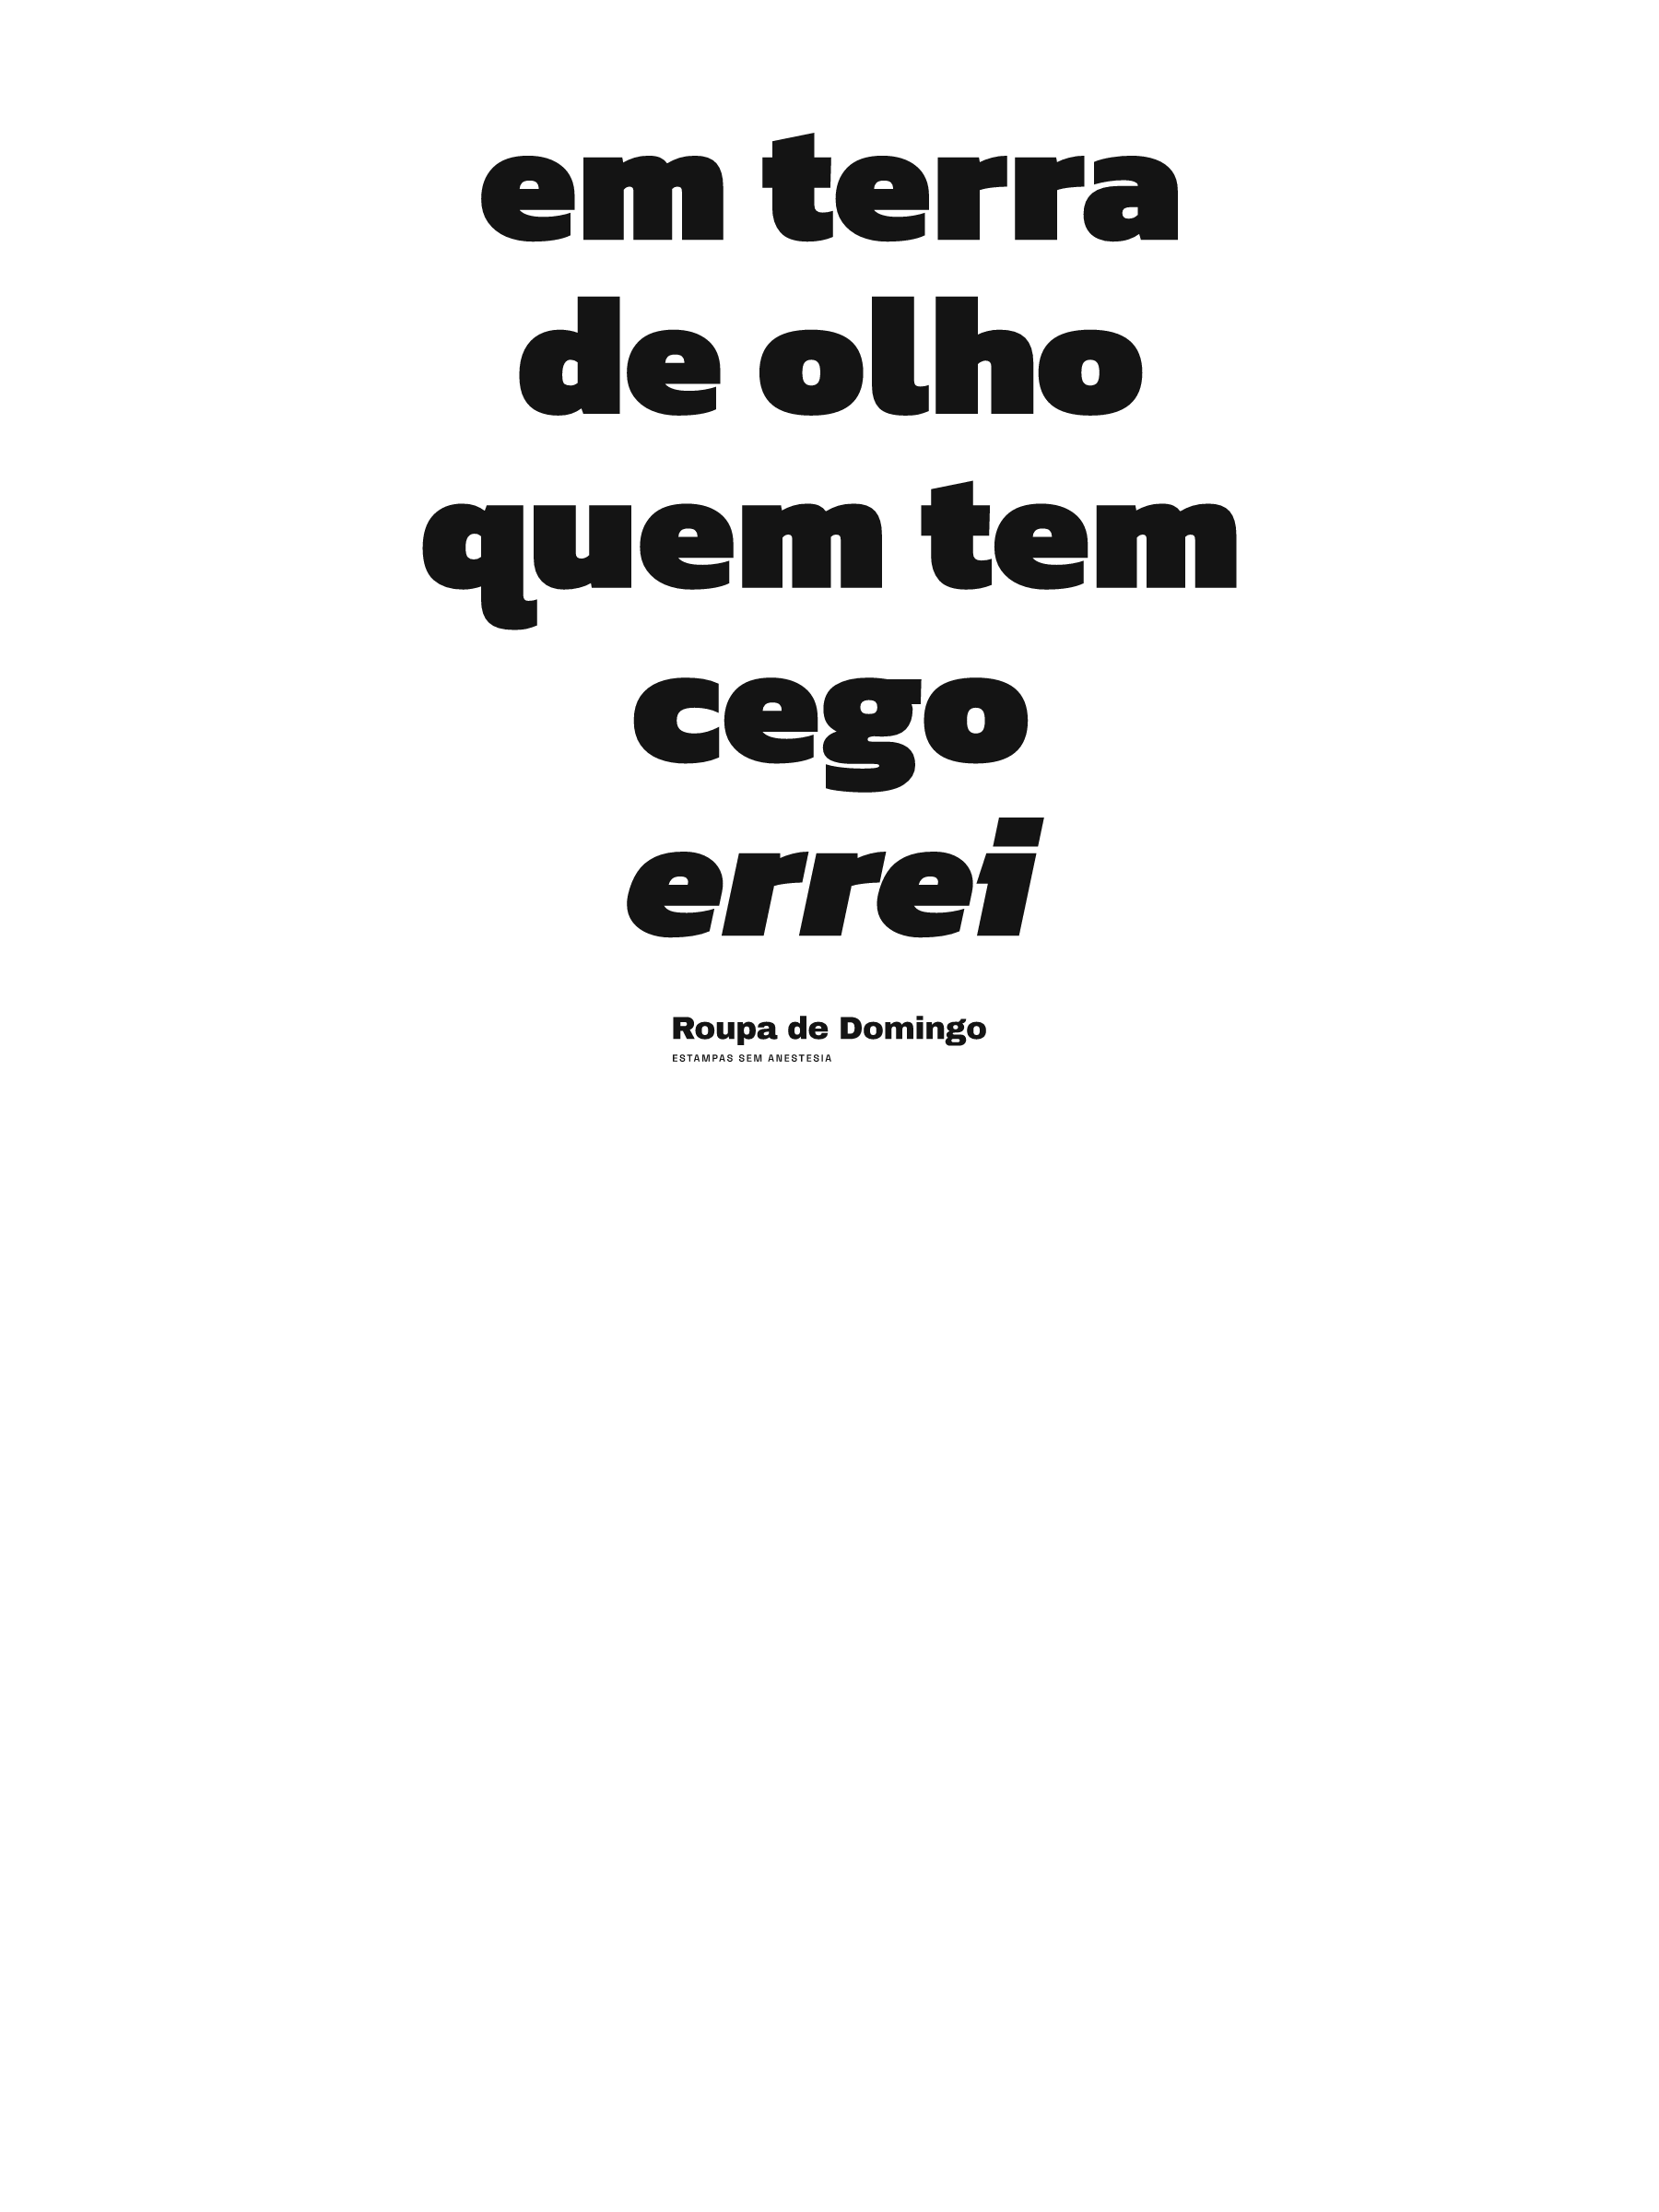 em terra
de olho
quem tem
cego
errei
Roupa de Domingo
ESTAMPAS SEM ANESTESIA